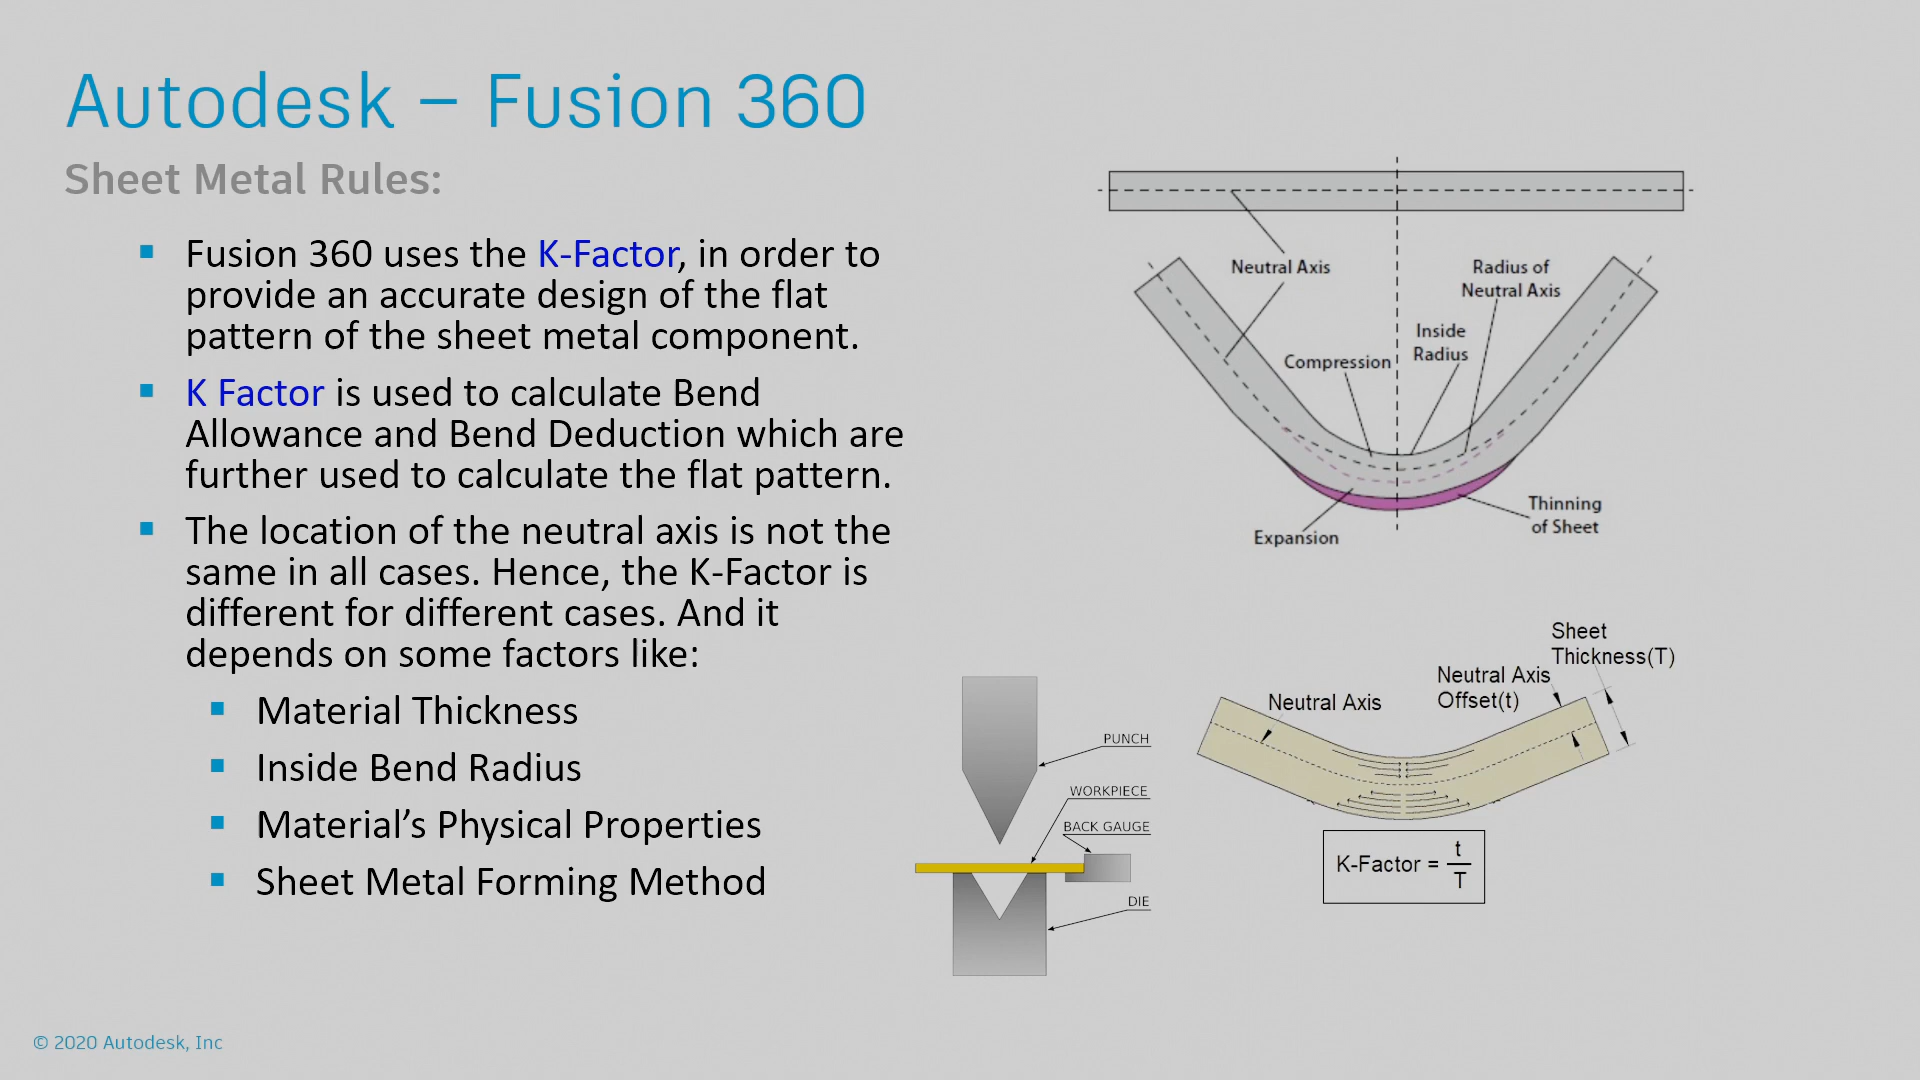 Autodesk – Fusion 360
Sheet Metal Rules:
Fusion 360 uses the K-Factor, in order to
provide an accurate design of the flat
pattern of the sheet metal component.
K Factor is used to calculate Bend
Allowance and Bend Deduction which are
further used to calculate the flat pattern.
The location of the neutral axis is not the
same in all cases. Hence, the K-Factor is
different for different cases. And it
depends on some factors like:
Material Thickness
Inside Bend Radius
Material’s Physical Properties
Sheet Metal Forming Method
Neutral Axis
Radius of
Neutral Axis
Inside
Radius
Compression
Thinning
of Sheet
Expansion
PUNCH
WORKPIECE
BACK GAUGE
DIE
Sheet
Thickness(T)
Neutral Axis
Offset(t)
Neutral Axis
K-Factor = t
T
© 2020 Autodesk, Inc